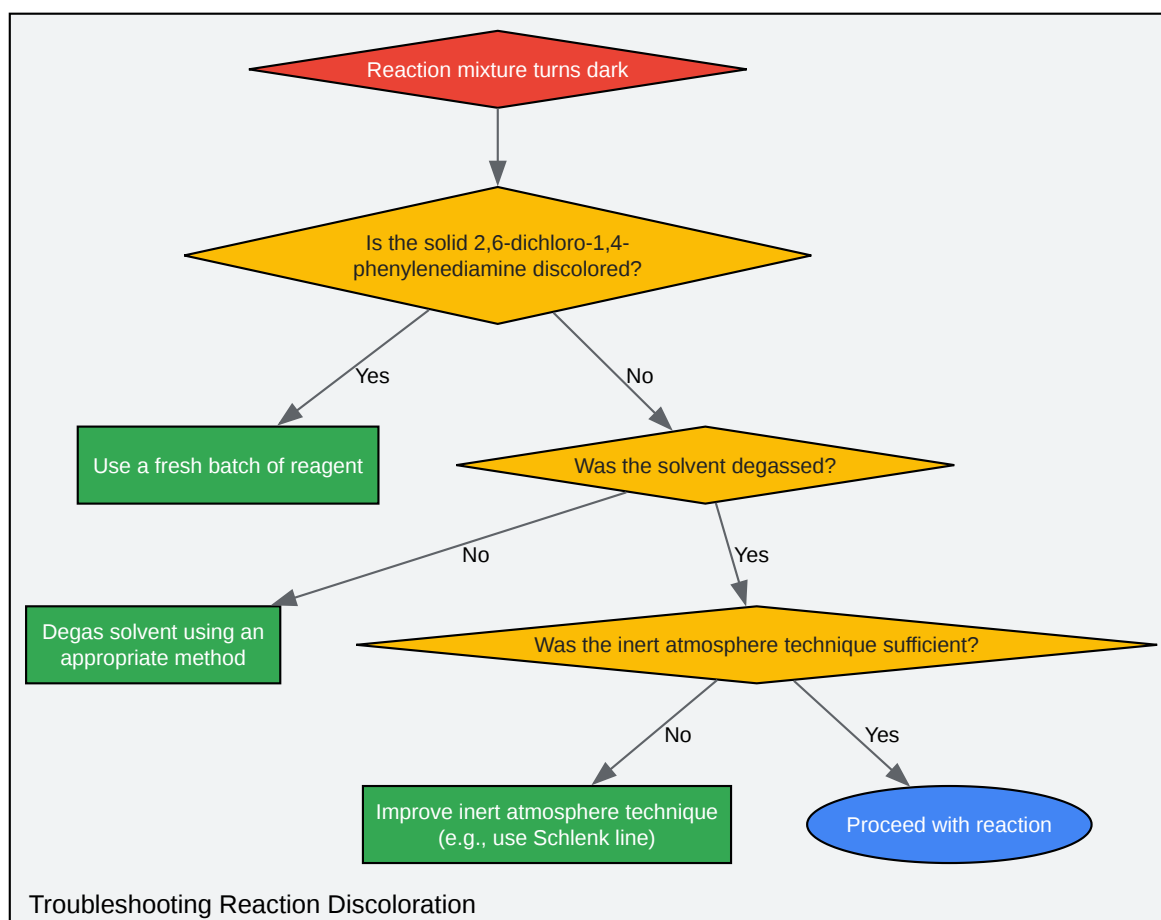 Reaction mixture turns dark
Is the solid 2,6-dichloro-1,4-
phenylenediamine discolored?
Yes
No
Use a fresh batch of reagent
Was the solvent degassed?
No
Yes
Degas solvent using an
appropriate method
Was the inert atmosphere technique sufficient?
No
Yes
Improve inert atmosphere technique
(e.g., use Schlenk line)
Proceed with reaction
Troubleshooting Reaction Discoloration